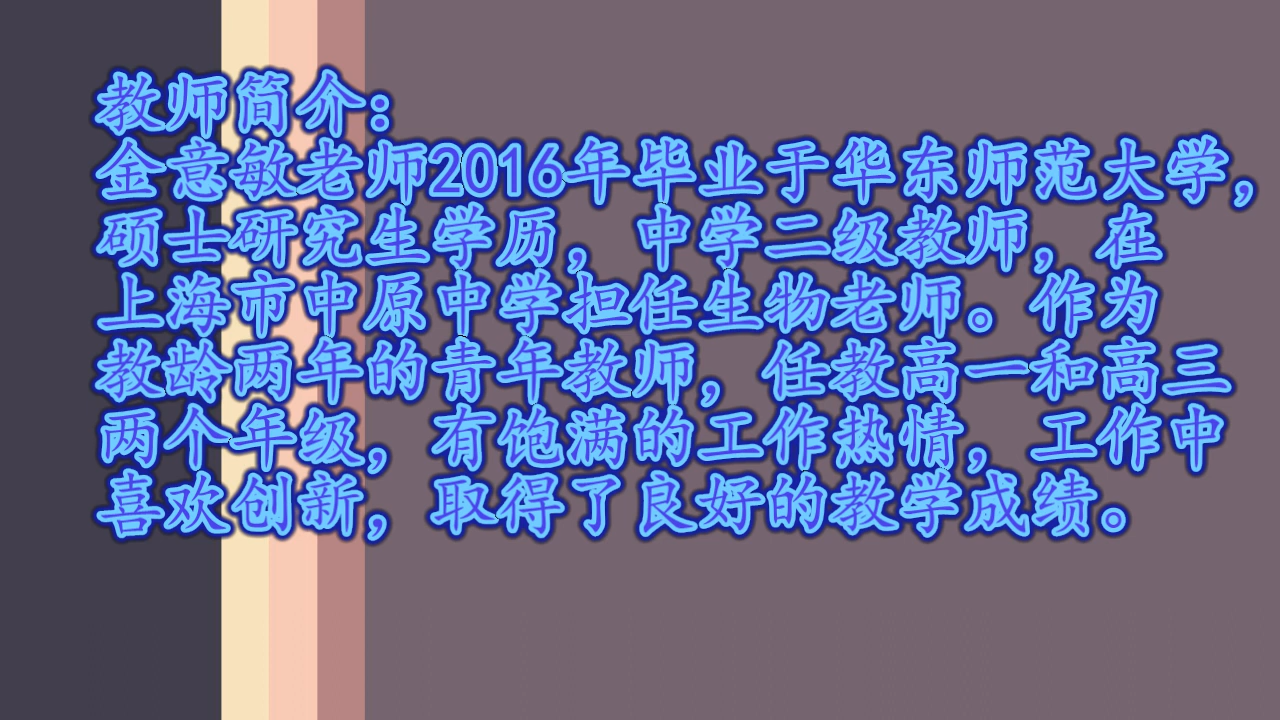 教师简介：
金意敏老师2016年毕业于华东师范大学，
硕士研究生学历，中学二级教师，在
上海市中原中学担任生物老师。作为
教龄两年的青年教师，任教高一和高三
两个年级，有饱满的工作热情，工作中
喜欢创新，取得了良好的教学成绩。